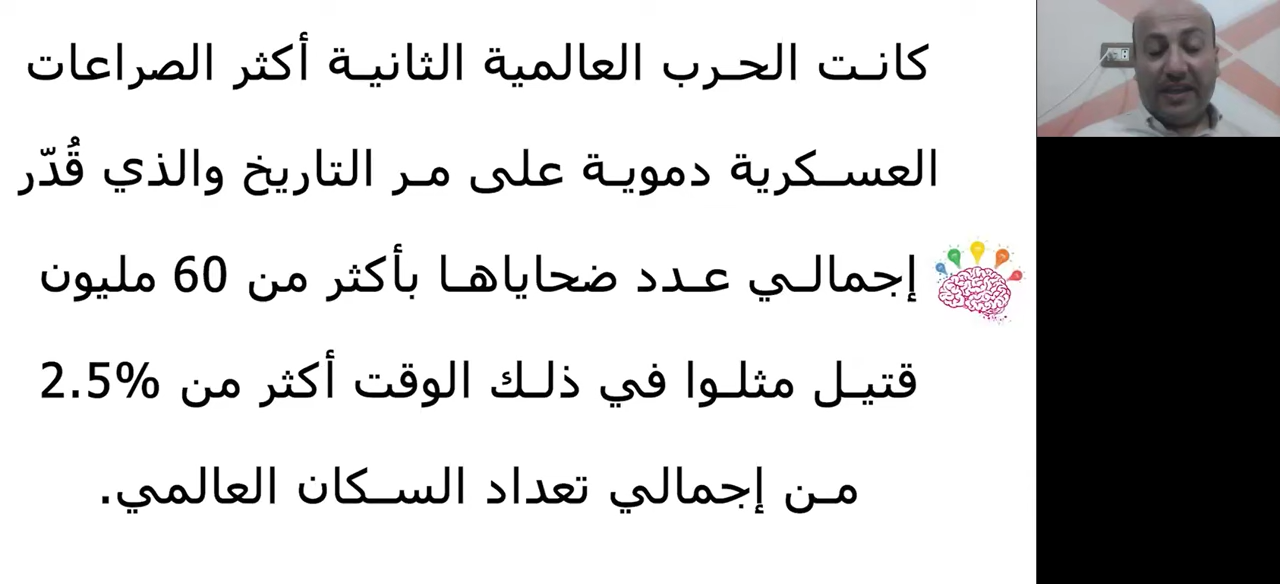 كانت الحرب العالمية الثانية أكثر الصراعات
العسكرية دموية على مر التاريخ والذي قُدّر
إجمالي عدد ضحاياها بأكثر من 60 مليون
قتيل مثلوا في ذلك الوقت أكثر من %2.5
من إجمالي تعداد السكان العالمي.